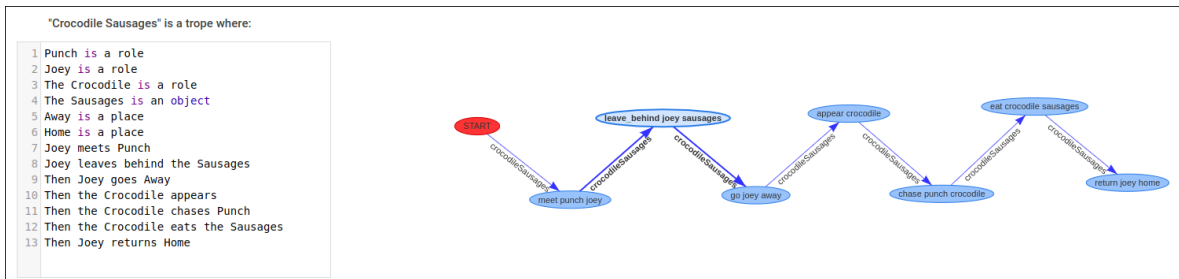 "Crocodile Sausages" is a trope where:
1 Punch is a role
2 Joey is a role
3 The Crocodile is a role
4 The Sausages is an object
5 Away is a place
6 Home is a place
7 Joey meets Punch
8 Joey leaves behind the Sausages
9 Then Joey goes Away
10 Then the Crocodile appears
11 Then the Crocodile chases Punch
12 Then the Crocodile eats the Sausages
13 Then Joey returns Home
START
crocodileSausages
meet punch joey
crocodileSausages
leave_behind joey sausages
crocodileSausages
go joey away
crocodileSausages
appear crocodile
crocodileSausages
chase punch crocodile
crocodileSausages
eat crocodile sausages
crocodileSausages
return joey home